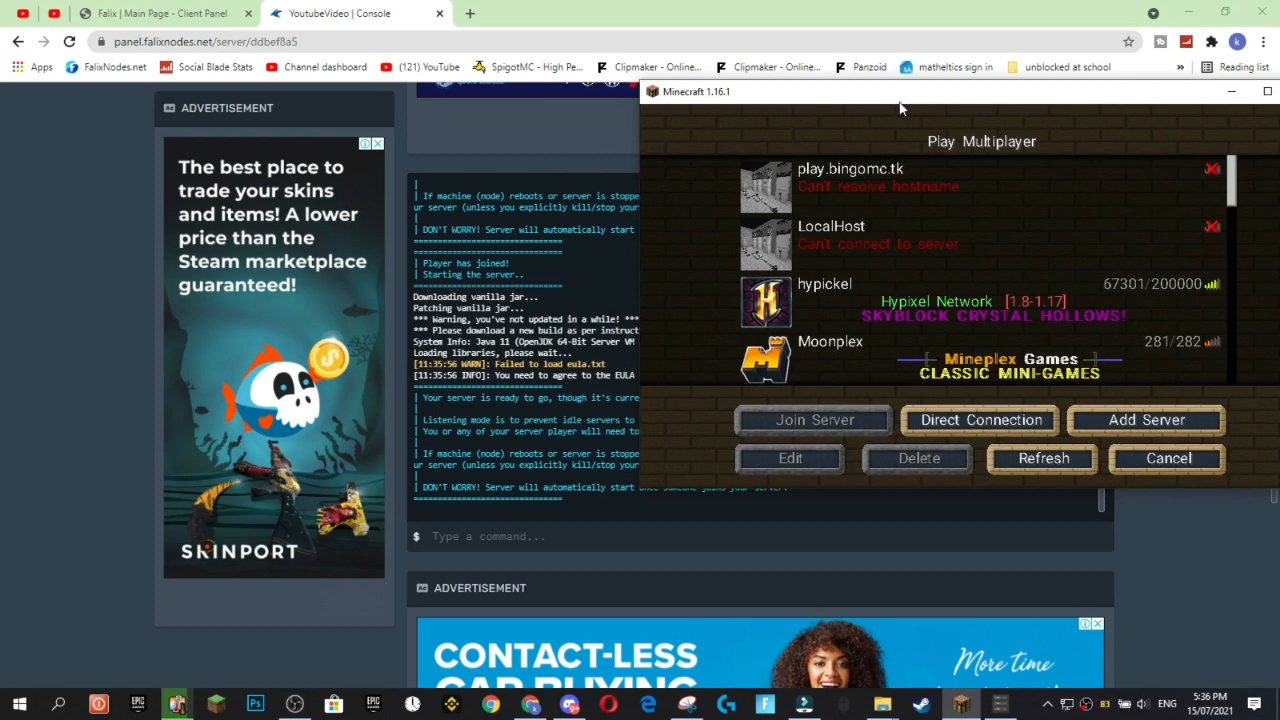 Falix | Main Page - Client Panel
YoutubeVideo | Console
panel.falixnodes.net/server/ddbef8a5
Apps
FalixNodes.net
Social Blade Stats
Channel dashboard
(121) YouTube
SpigotMC - High Pe...
Clipmaker - Online...
Clipmaker - Online...
Panzoid
matheltics sign in
unblocked at school
»
Reading list
Ad ADVERTISEMENT
The best place to
trade your skins
and items! A lower
price than the
Steam marketplace
guaranteed!
SKINPORT
|
| If machine (node) reboots or server is stoppe
ur server (unless you explicitly kill/stop your
|
| DON'T WORRY! Server will automatically start
==============================
==============================
| Player has joined!
| Starting the server..
==============================
Downloading vanilla jar...
Patching vanilla jar...
*** Warning, you've not updated in a while! ***
*** Please download a new build as per instruct
System Info: Java 11 (OpenJDK 64-Bit Server VM
Loading libraries, please wait...
[11:35:56 WARN]: Failed to load eula.txt
[11:35:56 INFO]: You need to agree to the EULA
==============================
| Your server is ready to go, though it's curre
|
| Listening mode is to prevent idle servers to
| You or any of your server player will need to
|
| If machine (node) reboots or server is stoppe
ur server (unless you explicitly kill/stop your
|
| DON'T WORRY! Server will automatically start once someone joins your server.
==============================
$ Type a command...
Ad ADVERTISEMENT
CONTACT-LESS
CAR BUYING
More time
Minecraft 1.16.1
Play Multiplayer
play.bingomc.tk
Can't resolve hostname
LocalHost
Can't connect to server
hypickel
67301/200000
Hypixel Network [1.8-1.17]
SKYBLOCK CRYSTAL HOLLOWS!
Moonplex
281/282
Mineplex Games
CLASSIC MINI-GAMES
Join Server
Direct Connection
Add Server
Edit
Delete
Refresh
Cancel
EPIC
Ps
EPIC
83
ENG
5:36 PM
15/07/2021